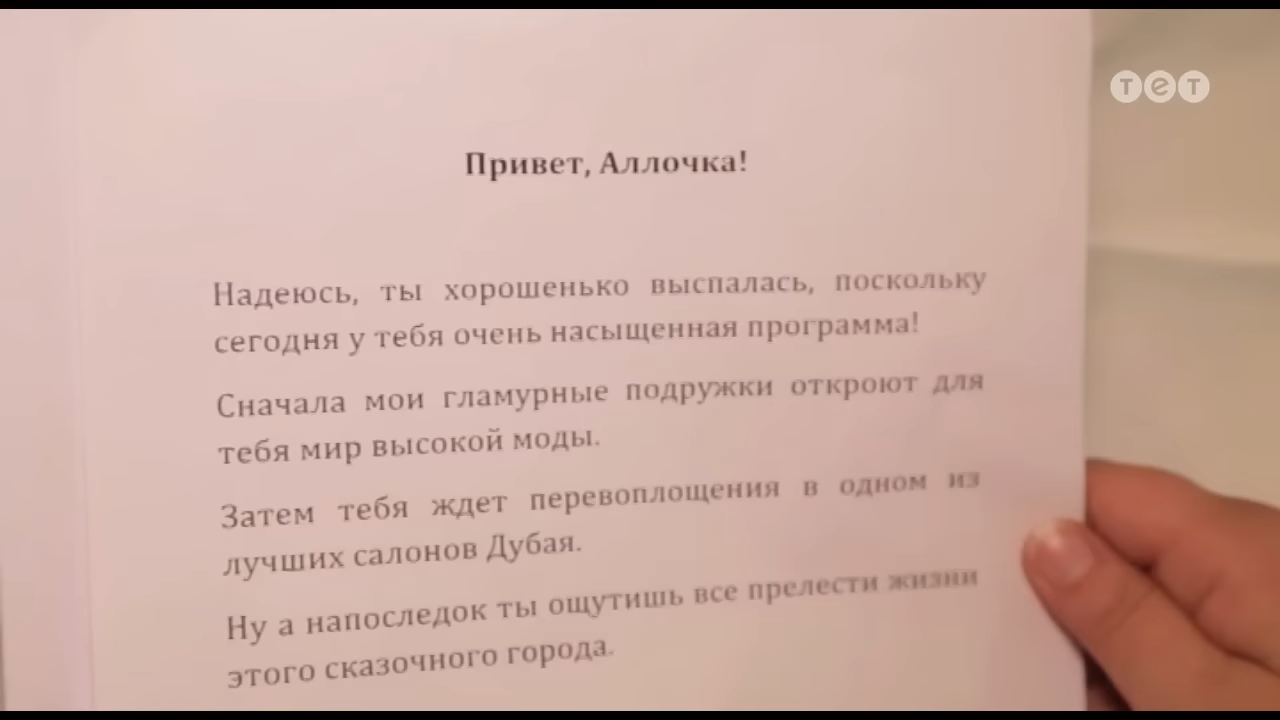 тет
Привет, Аллочка!
Надеюсь, ты хорошенько выспалась, поскольку
сегодня у тебя очень насыщенная программа!
Сначала мои гламурные подружки откроют для
тебя мир высокой моды.
Затем тебя ждет перевоплощения в одном из
лучших салонов Дубая.
Ну а напоследок ты ощутишь все прелести жизни
этого сказочного города.